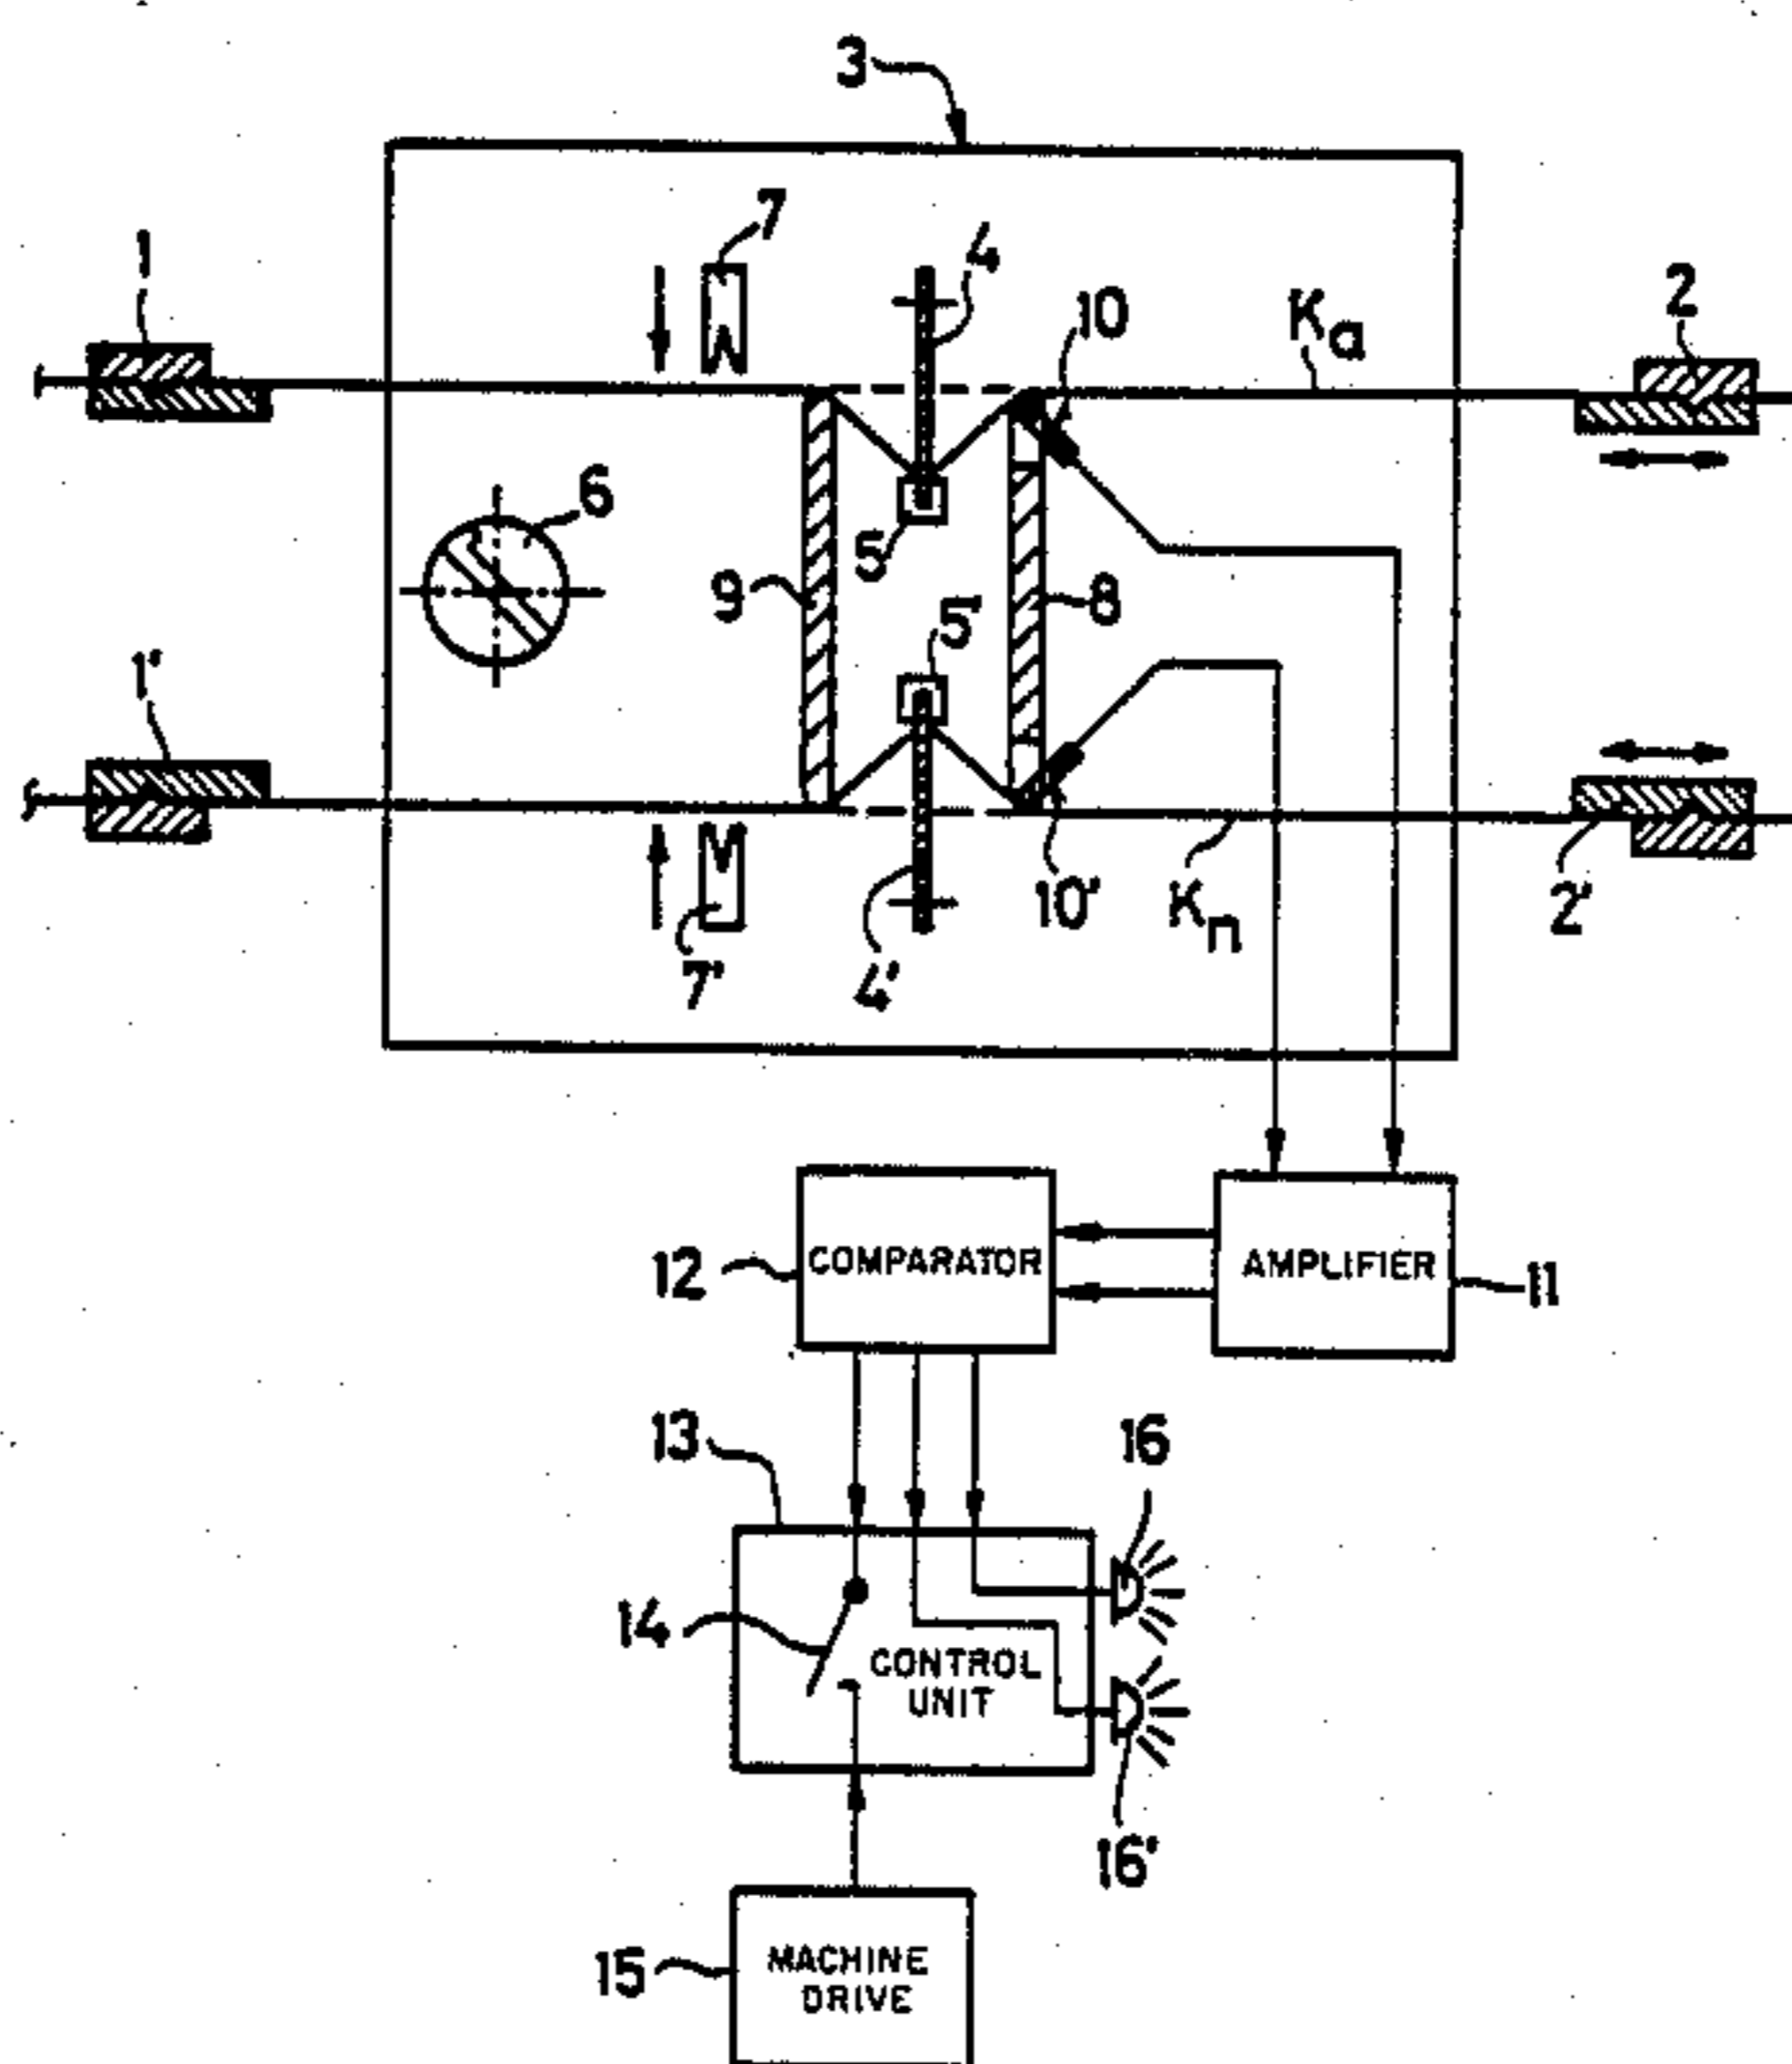 3
7
4
1
10
Ka
2
6
5
9
5'
8
1'
10'
Kn
2'
7'
4'
12
COMPARATOR
AMPLIFIER
11
13
16
14
CONTROL
UNIT
16'
15
MACHINE
DRIVE